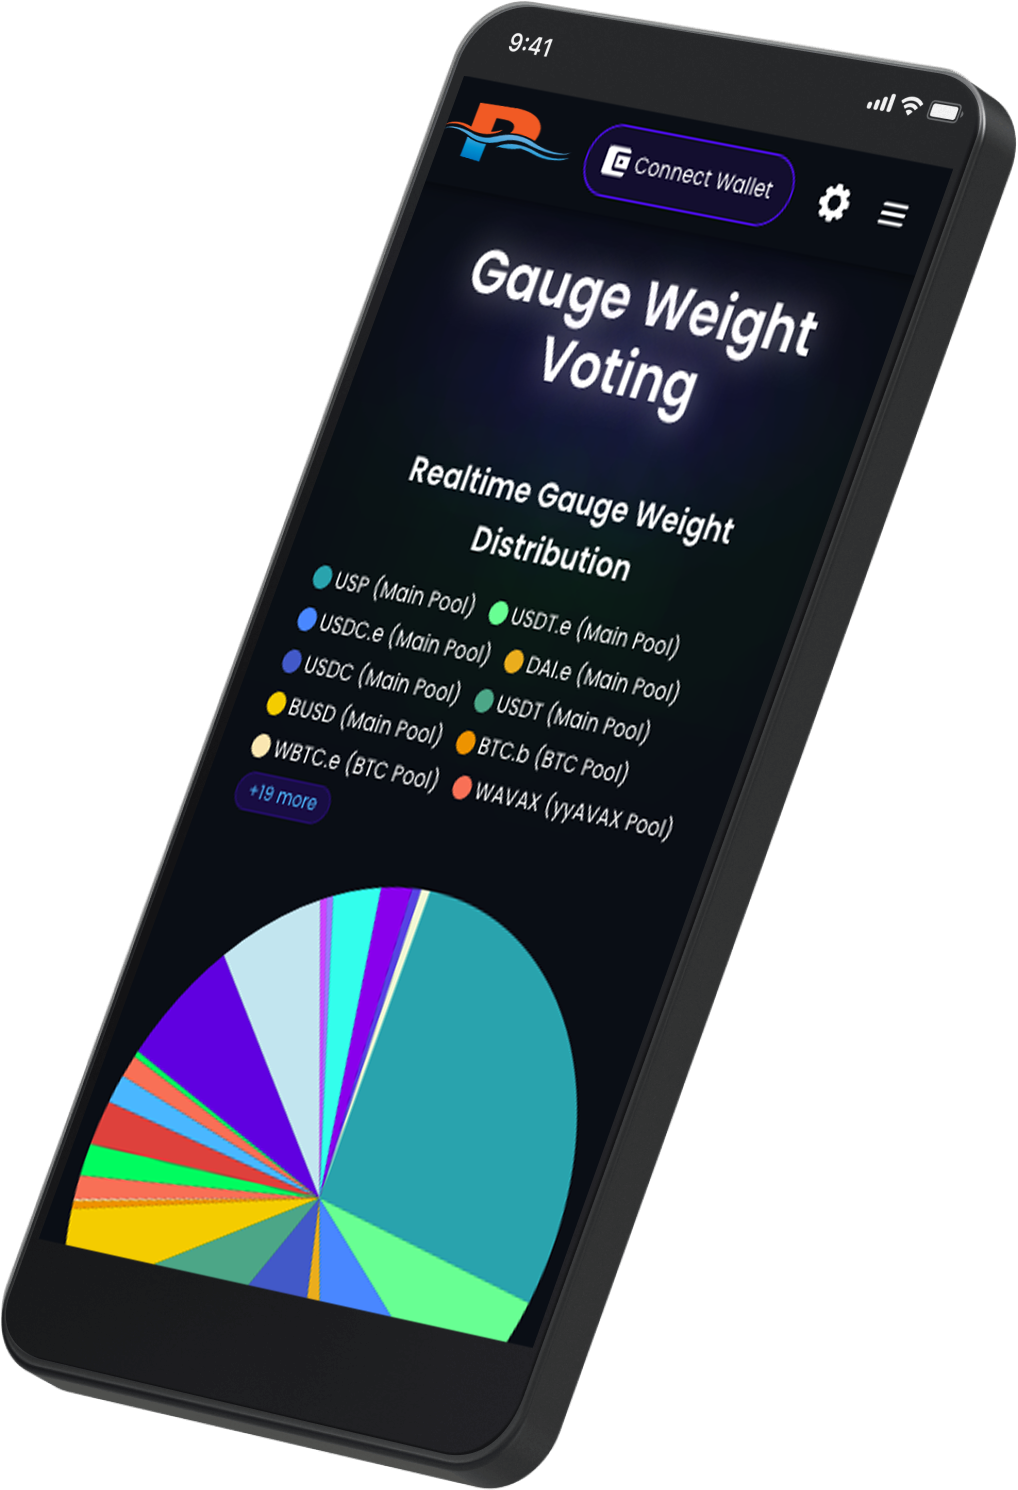 9:41
Connect Wallet
Gauge Weight
Voting
Realtime Gauge Weight
Distribution
USP (Main Pool) USDT.e (Main Pool)
USDC.e (Main Pool) DAI.e (Main Pool)
USDC (Main Pool) USDT (Main Pool)
BUSD (Main Pool) BTC.b (BTC Pool)
WBTC.e (BTC Pool) WAVAX (yyAVAX Pool)
+19 more